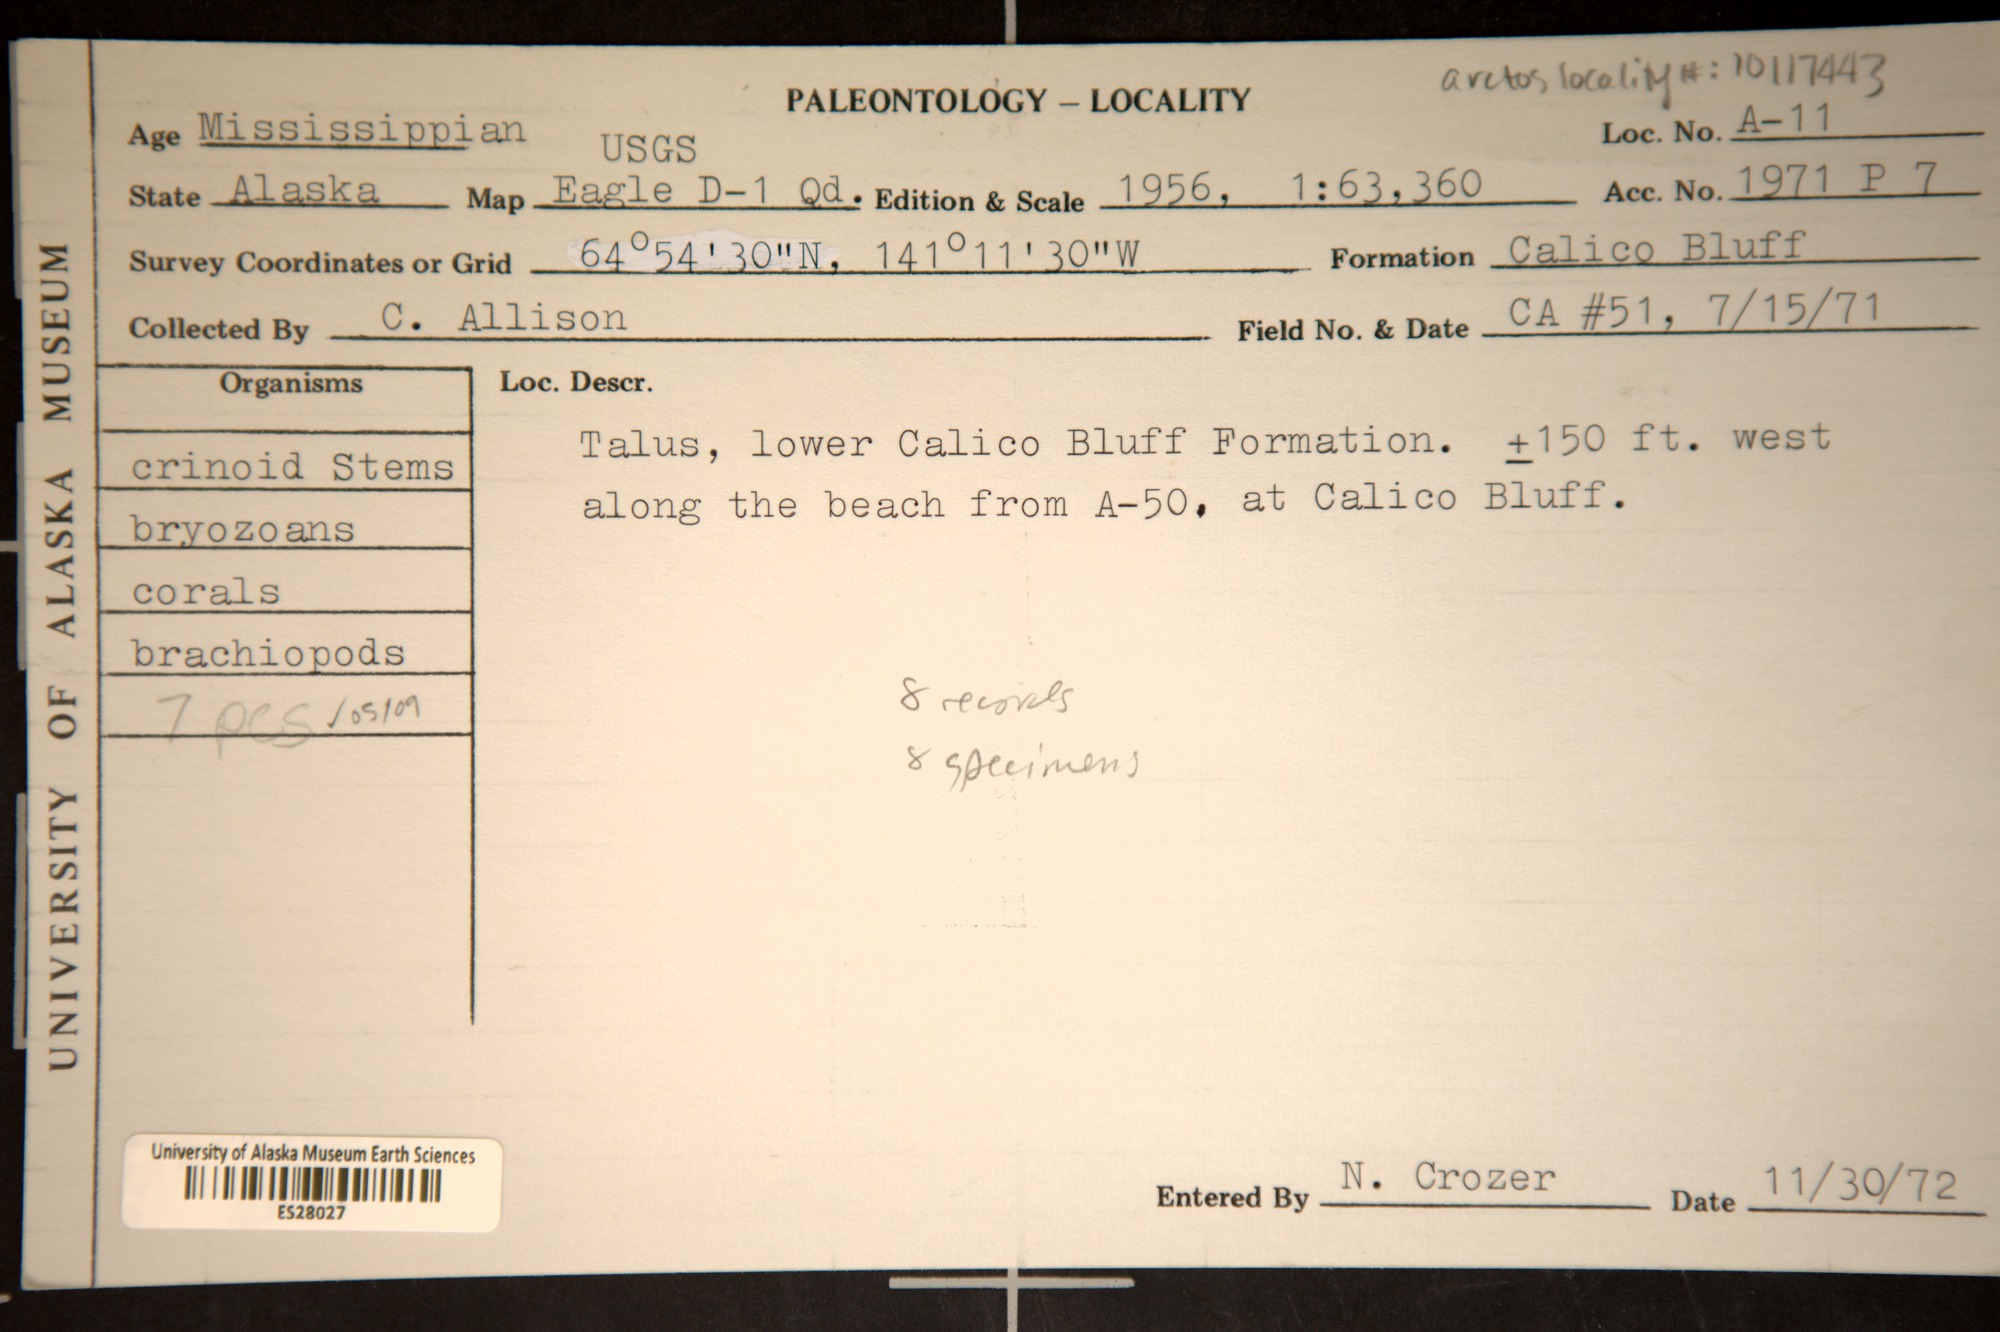 arctos locality #: 10117443
PALEONTOLOGY – LOCALITY
Age Mississippian
Loc. No. A-11
USGS
State Alaska Map Eagle D-1 Qd. Edition & Scale 1956, 1:63,360 Acc. No. 1971 P 7
Survey Coordinates or Grid 64°54'30"N, 141°11'30"W Formation Calico Bluff
Collected By C. Allison Field No. & Date CA #51, 7/15/71
Organisms
crinoid Stems
bryozoans
corals
brachiopods
7 pcs √ 05/09
Loc. Descr.
Talus, lower Calico Bluff Formation. ±150 ft. west
along the beach from A-50, at Calico Bluff.
8 records
8 specimens
UNIVERSITY OF ALASKA MUSEUM
University of Alaska Museum Earth Sciences
ES28027
Entered By N. Crozer Date 11/30/72